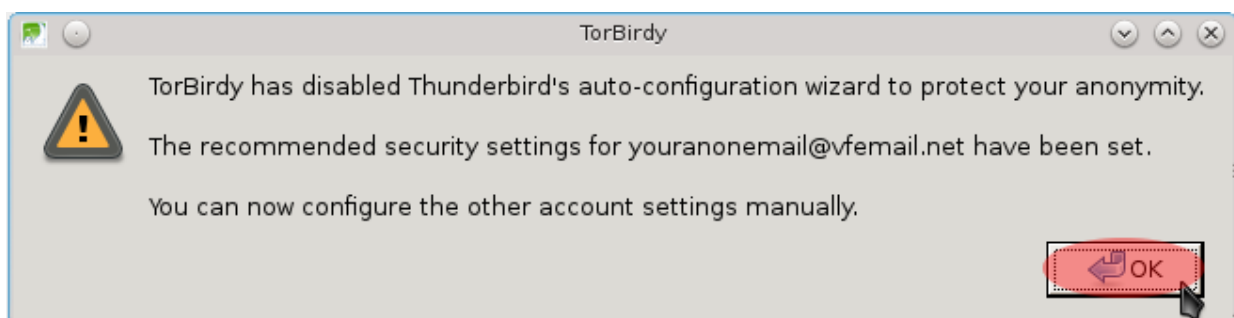 TorBirdy
TorBirdy has disabled Thunderbird's auto-configuration wizard to protect your anonymity.
The recommended security settings for youranonemail@vfemail.net have been set.
You can now configure the other account settings manually.
OK